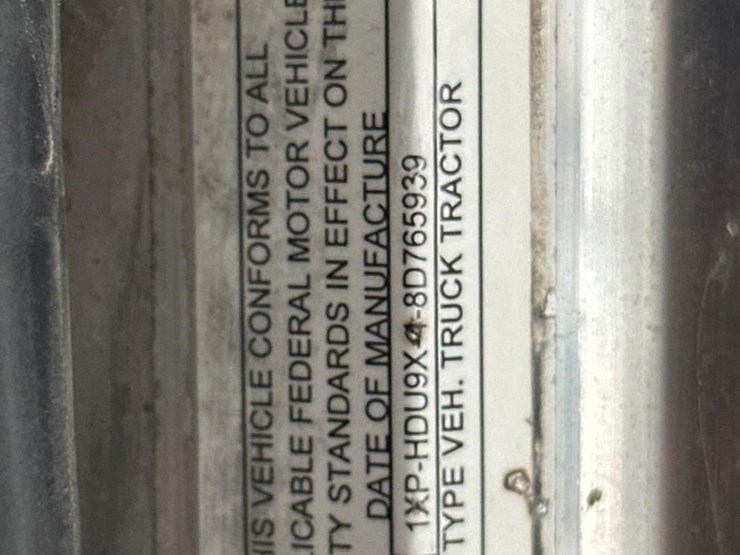 HIS VEHICLE CONFORMS TO ALL
LICABLE FEDERAL MOTOR VEHICLE
TY STANDARDS IN EFFECT ON THE
DATE OF MANUFACTURE
1XP-HDU9X-4-8D765939
TYPE VEH. TRUCK TRACTOR